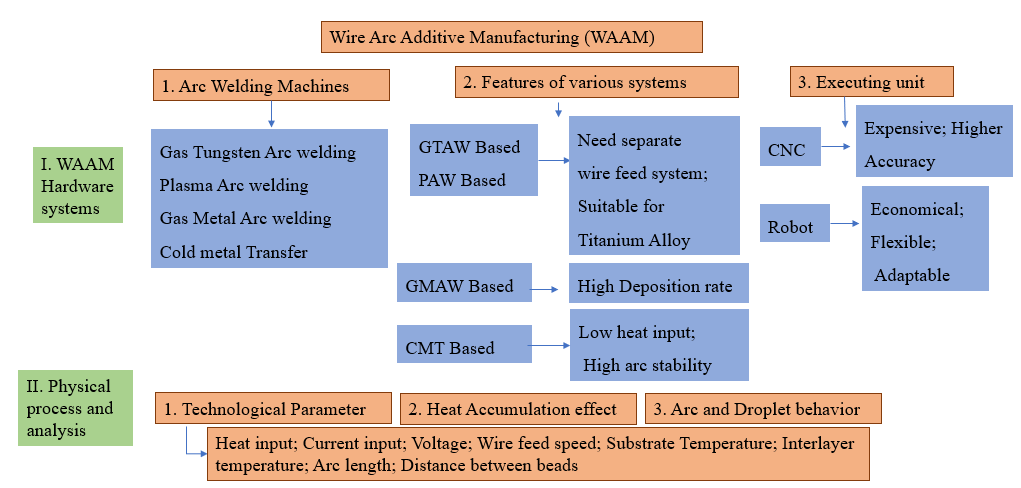 Wire Arc Additive Manufacturing (WAAM)
I. WAAM
Hardware
systems
1. Arc Welding Machines
Gas Tungsten Arc welding
Plasma Arc welding
Gas Metal Arc welding
Cold metal Transfer
2. Features of various systems
GTAW Based
PAW Based
Need separate
wire feed system;
Suitable for
Titanium Alloy
GMAW Based
High Deposition rate
CMT Based
Low heat input;
High arc stability
3. Executing unit
CNC
Expensive; Higher
Accuracy
Robot
Economical;
Flexible;
Adaptable
II. Physical
process and
analysis
1. Technological Parameter
2. Heat Accumulation effect
3. Arc and Droplet behavior
Heat input; Current input; Voltage; Wire feed speed; Substrate Temperature; Interlayer
temperature; Arc length; Distance between beads